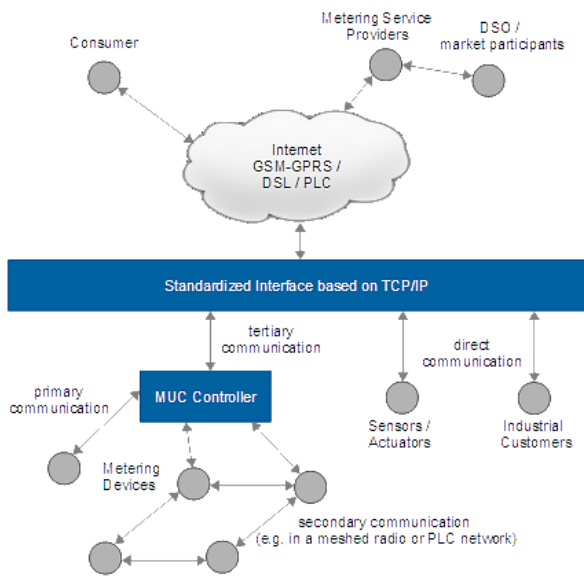 Consumer
Metering Service
Providers
DSO /
market participants
Internet
GSM-GPRS /
DSL / PLC
Standardized Interface based on TCP/IP
tertiary
communication
direct
communication
primary
communication
MUC Controller
Sensors /
Actuators
Industrial
Customers
Metering
Devices
secondary communication
(e.g. in a meshed radio or PLC network)